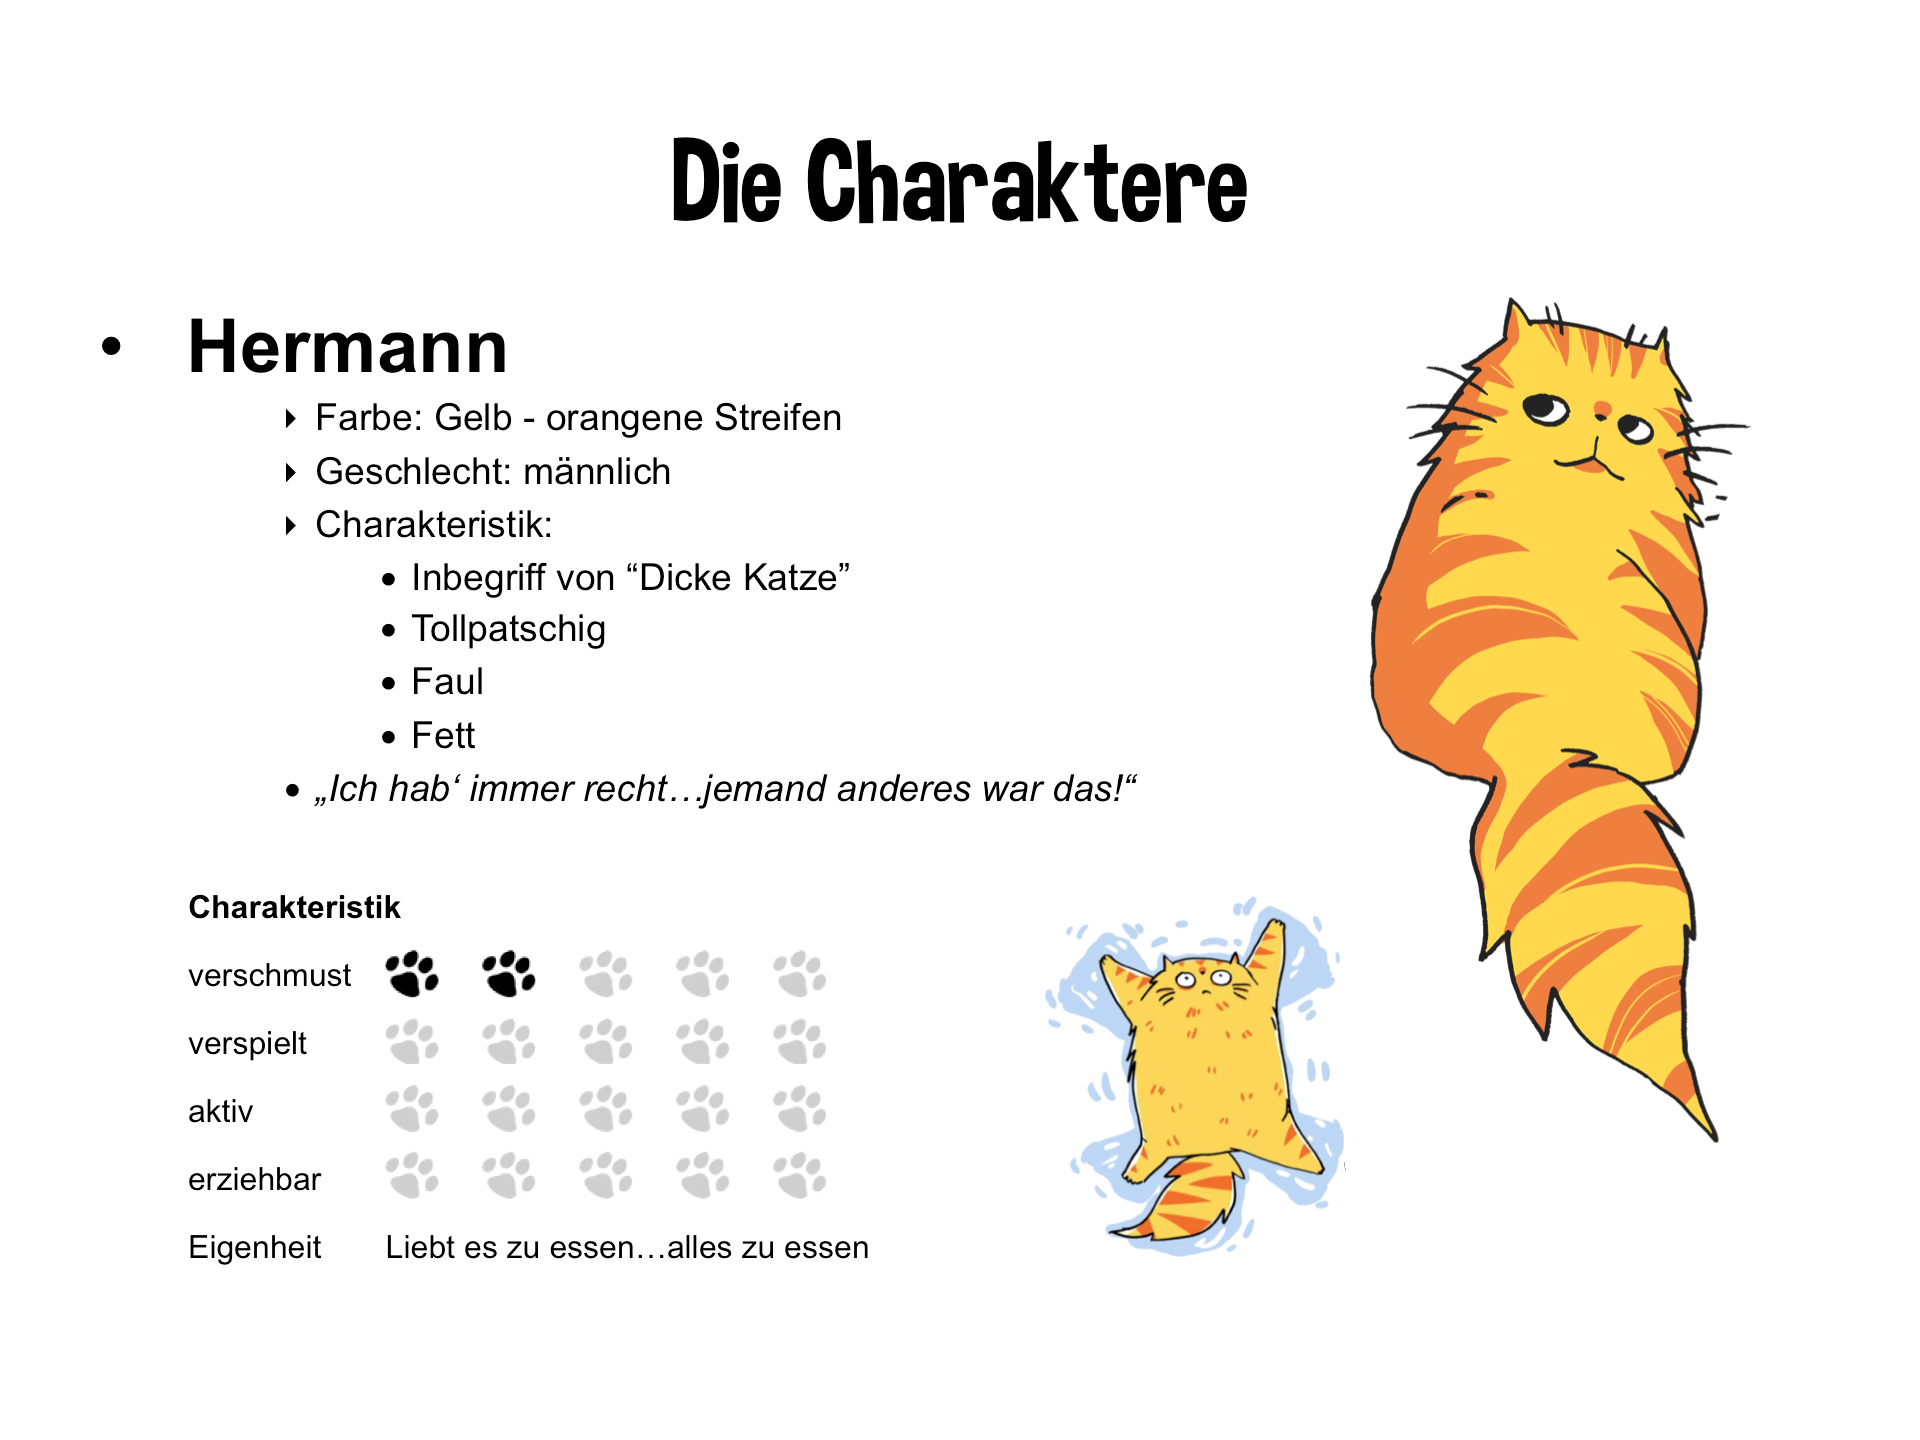 Die Charaktere
• Hermann
‣ Farbe: Gelb - orangene Streifen
‣ Geschlecht: männlich
‣ Charakteristik:
• Inbegriff von “Dicke Katze”
• Tollpatschig
• Faul
• Fett
• „Ich hab‘ immer recht…jemand anderes war das!“
Charakteristik
verschmust
verspielt
aktiv
erziehbar
Eigenheit Liebt es zu essen…alles zu essen